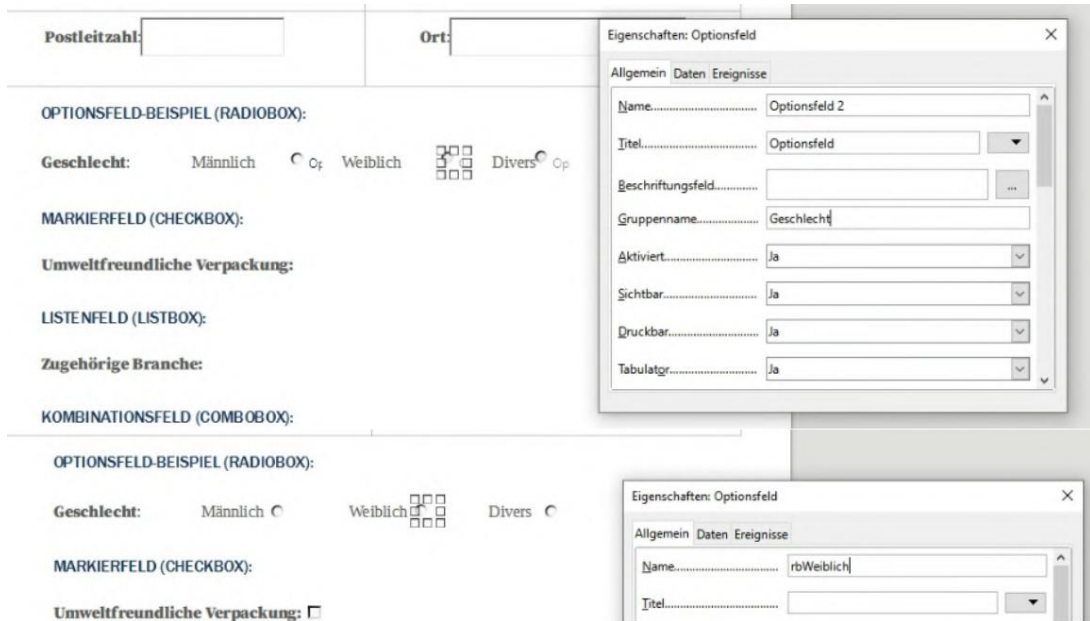 Postleitzahl: Ort:
OPTIONSFELD-BEISPIEL (RADIOBOX):
Geschlecht: Männlich Op Weiblich Divers Op
MARKIERFELD (CHECKBOX):
Umweltfreundliche Verpackung:
LISTENFELD (LISTBOX):
Zugehörige Branche:
KOMBINATIONSFELD (COMBOBOX):
Eigenschaften: Optionsfeld
Allgemein Daten Ereignisse
Name Optionsfeld 2
Titel Optionsfeld
Beschriftungsfeld ...
Gruppenname Geschlecht
Aktiviert Ja
Sichtbar Ja
Druckbar Ja
Tabulator Ja
OPTIONSFELD-BEISPIEL (RADIOBOX):
Geschlecht: Männlich Weiblich Divers
MARKIERFELD (CHECKBOX):
Umweltfreundliche Verpackung:
Eigenschaften: Optionsfeld
Allgemein Daten Ereignisse
Name rbWeiblich
Titel